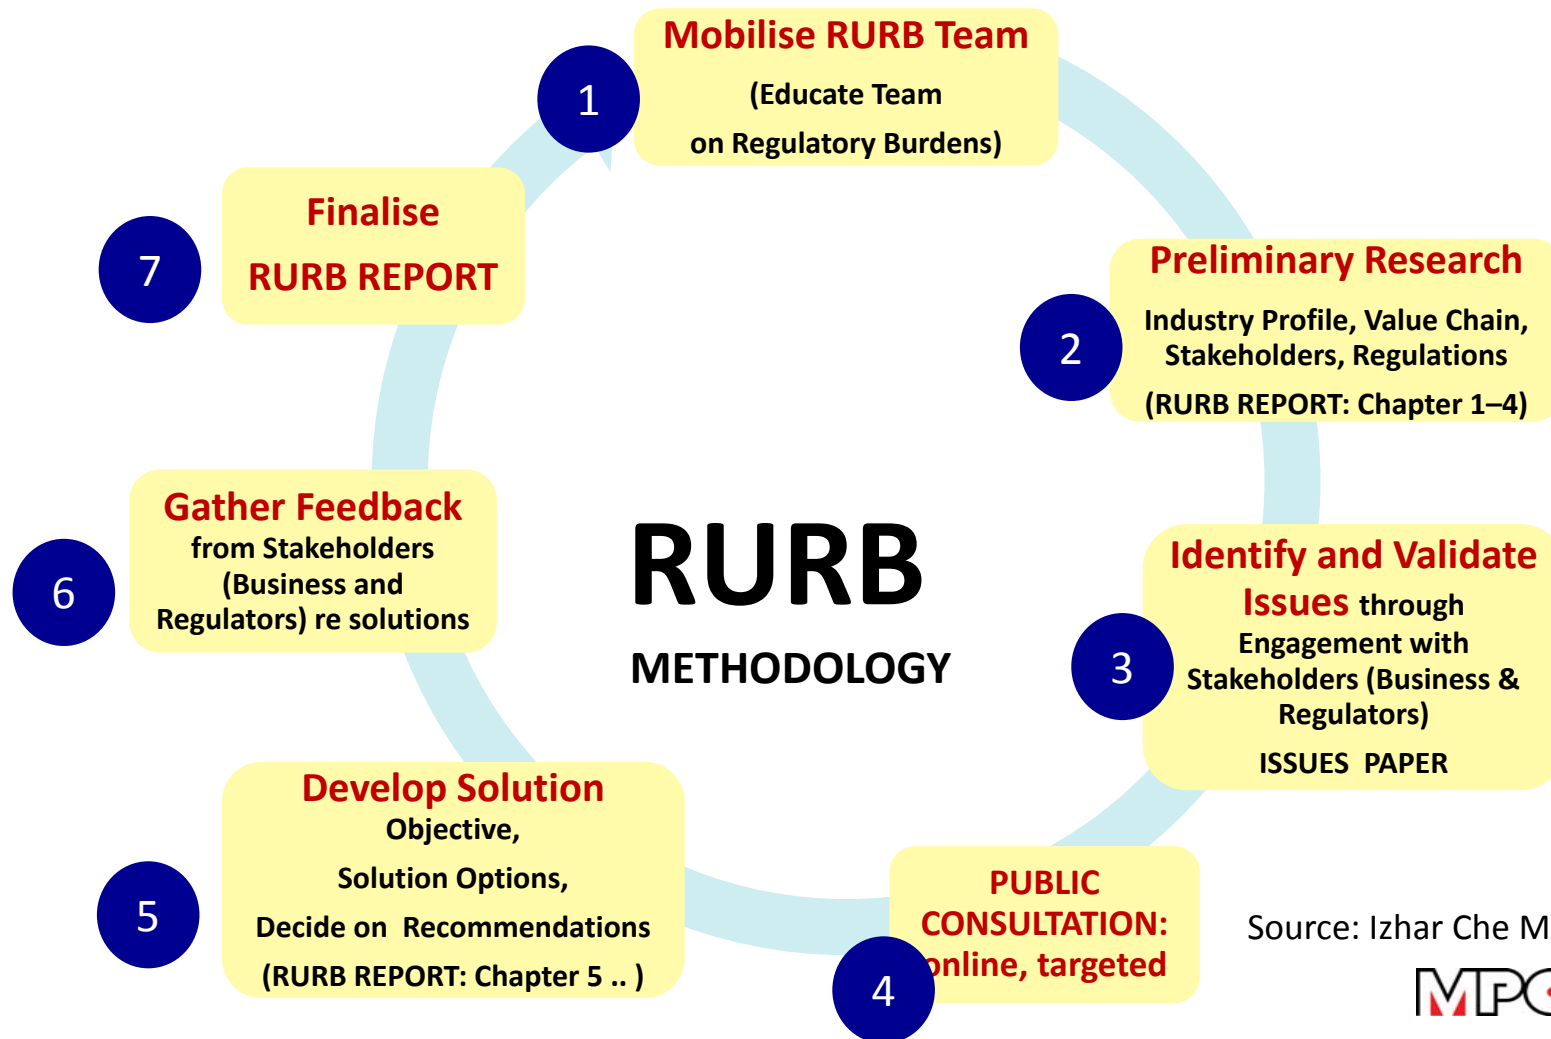 1
Mobilise RURB Team
(Educate Team
on Regulatory Burdens)
2
Preliminary Research
Industry Profile, Value Chain,
Stakeholders, Regulations
(RURB REPORT: Chapter 1–4)
3
Identify and Validate
Issues through
Engagement with
Stakeholders (Business &
Regulators)
ISSUES PAPER
4
PUBLIC
CONSULTATION:
online, targeted
5
Develop Solution
Objective,
Solution Options,
Decide on Recommendations
(RURB REPORT: Chapter 5 .. )
6
Gather Feedback
from Stakeholders
(Business and
Regulators) re solutions
7
Finalise
RURB REPORT
RURB
METHODOLOGY
Source: Izhar Che M
MPC